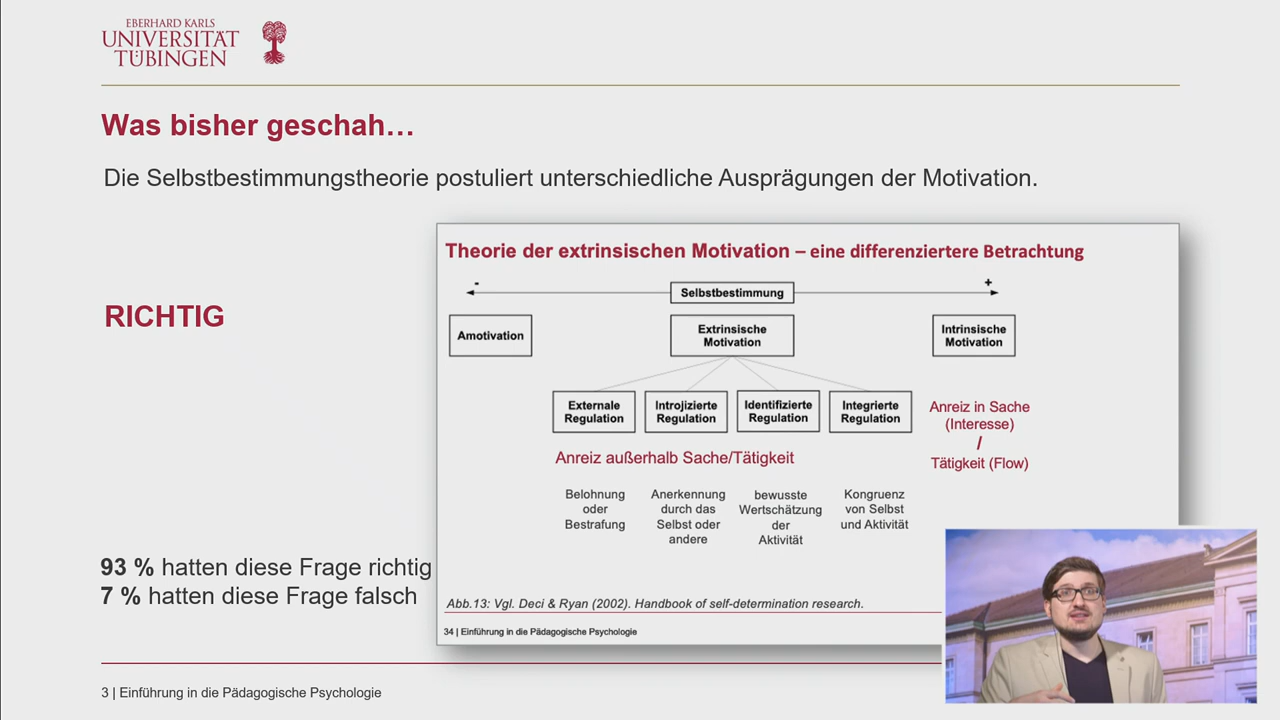 EBERHARD KARLS
UNIVERSITÄT
TÜBINGEN
Was bisher geschah…
Die Selbstbestimmungstheorie postuliert unterschiedliche Ausprägungen der Motivation.
RICHTIG
93 % hatten diese Frage richtig
7 % hatten diese Frage falsch
Theorie der extrinsischen Motivation – eine differenziertere Betrachtung
- Selbstbestimmung +
Amotivation
Extrinsische
Motivation
Intrinsische
Motivation
Externale
Regulation
Introjizierte
Regulation
Identifizierte
Regulation
Integrierte
Regulation
Anreiz in Sache
(Interesse)
/
Tätigkeit (Flow)
Anreiz außerhalb Sache/Tätigkeit
Belohnung
oder
Bestrafung
Anerkennung
durch das
Selbst oder
andere
bewusste
Wertschätzung
der
Aktivität
Kongruenz
von Selbst
und Aktivität
Abb.13: Vgl. Deci & Ryan (2002). Handbook of self-determination research.
34 | Einführung in die Pädagogische Psychologie
3 | Einführung in die Pädagogische Psychologie